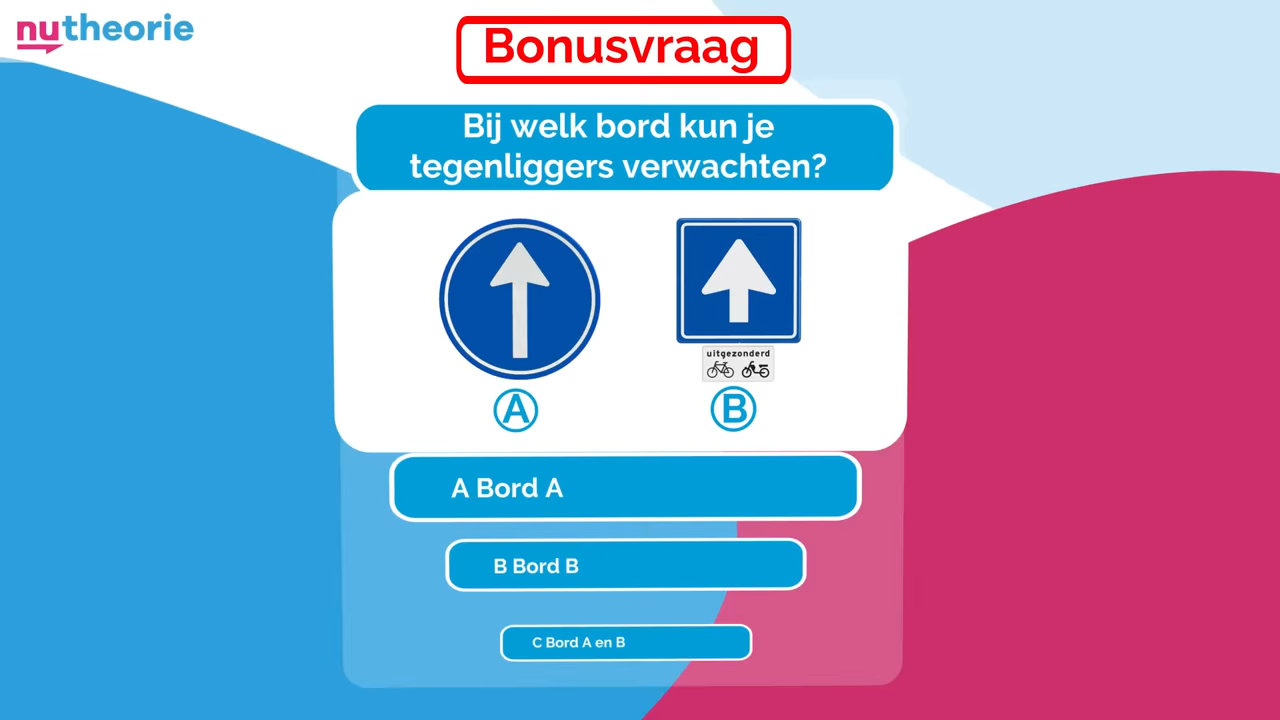 nutheorie
Bonusvraag
Bij welk bord kun je
tegenliggers verwachten?
uitgezonderd
A
B
A Bord A
B Bord B
C Bord A en B